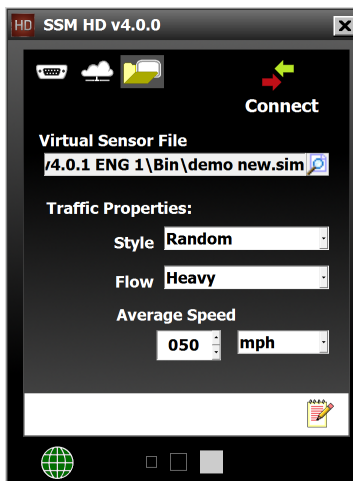 HD SSM HD v4.0.0
Connect
Virtual Sensor File
v4.0.1 ENG 1\Bin\demo new.sim
Traffic Properties:
Style Random
Flow Heavy
Average Speed
050 mph